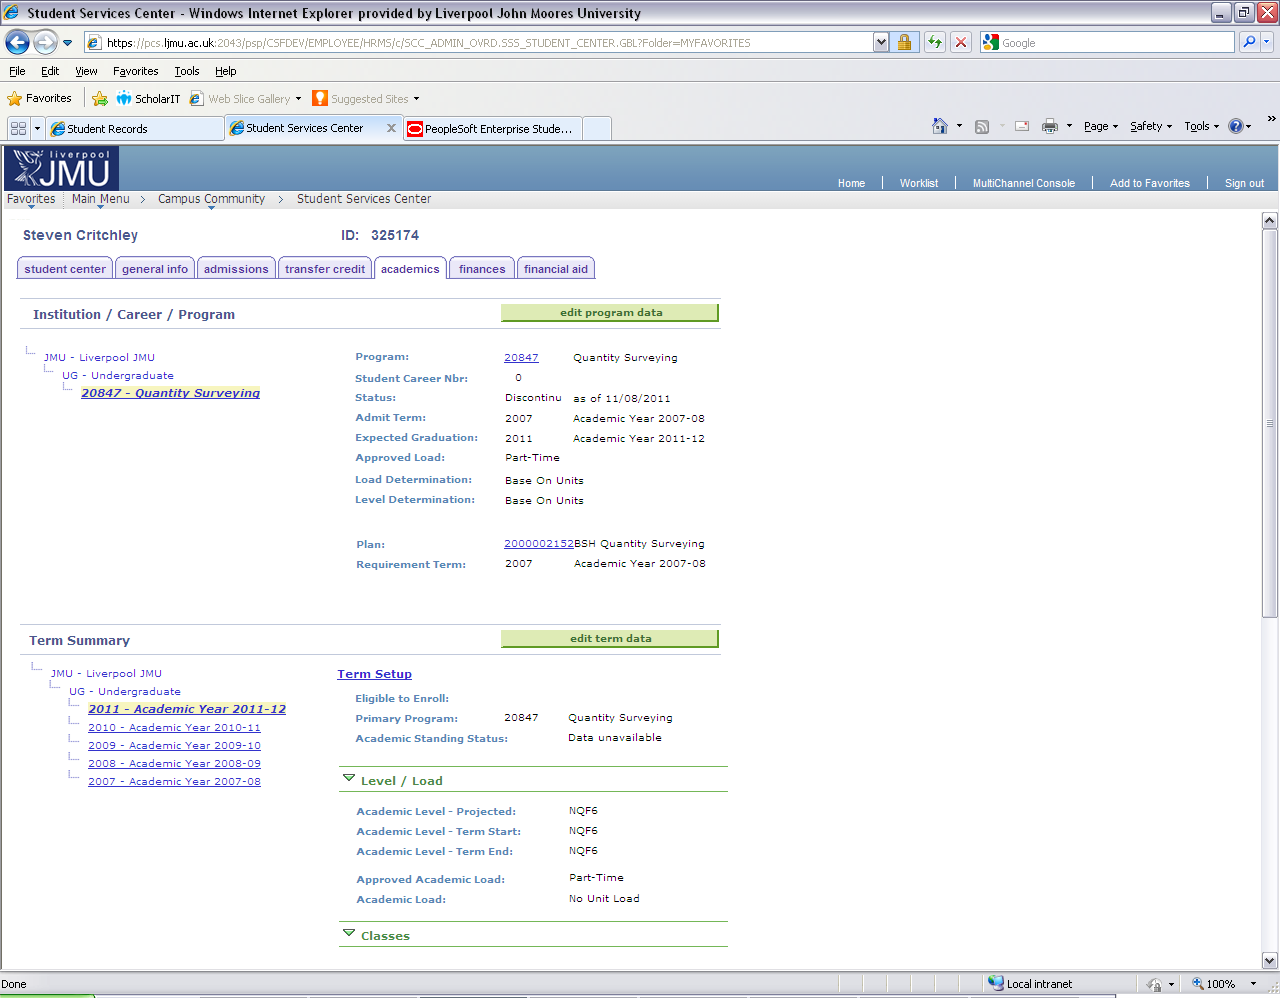 Student Services Center - Windows Internet Explorer provided by Liverpool John Moores University
https://pcs.ljmu.ac.uk:2043/psp/CSFDEV/EMPLOYEE/HRMS/c/SCC_ADMIN_OVRD.SSS_STUDENT_CENTER.GBL?Folder=MYFAVORITES Google
File Edit View Favorites Tools Help
Favorites ScholarIT Web Slice Gallery Suggested Sites
Student Records Student Services Center X PeopleSoft Enterprise Stude... Page Safety Tools »
liverpool
JMU
Home Worklist MultiChannel Console Add to Favorites Sign out
Favorites Main Menu > Campus Community > Student Services Center
Steven Critchley ID: 325174
student center general info admissions transfer credit academics finances financial aid
Institution / Career / Program edit program data
JMU - Liverpool JMU
UG - Undergraduate
20847 - Quantity Surveying
Program: 20847 Quantity Surveying
Student Career Nbr: 0
Status: Discontinu as of 11/08/2011
Admit Term: 2007 Academic Year 2007-08
Expected Graduation: 2011 Academic Year 2011-12
Approved Load: Part-Time
Load Determination: Base On Units
Level Determination: Base On Units
Plan: 2000002152 BSH Quantity Surveying
Requirement Term: 2007 Academic Year 2007-08
Term Summary edit term data
JMU - Liverpool JMU
UG - Undergraduate
2011 - Academic Year 2011-12
2010 - Academic Year 2010-11
2009 - Academic Year 2009-10
2008 - Academic Year 2008-09
2007 - Academic Year 2007-08
Term Setup
Eligible to Enroll:
Primary Program: 20847 Quantity Surveying
Academic Standing Status: Data unavailable
Level / Load
Academic Level - Projected: NQF6
Academic Level - Term Start: NQF6
Academic Level - Term End: NQF6
Approved Academic Load: Part-Time
Academic Load: No Unit Load
Classes
Done Local intranet 100%